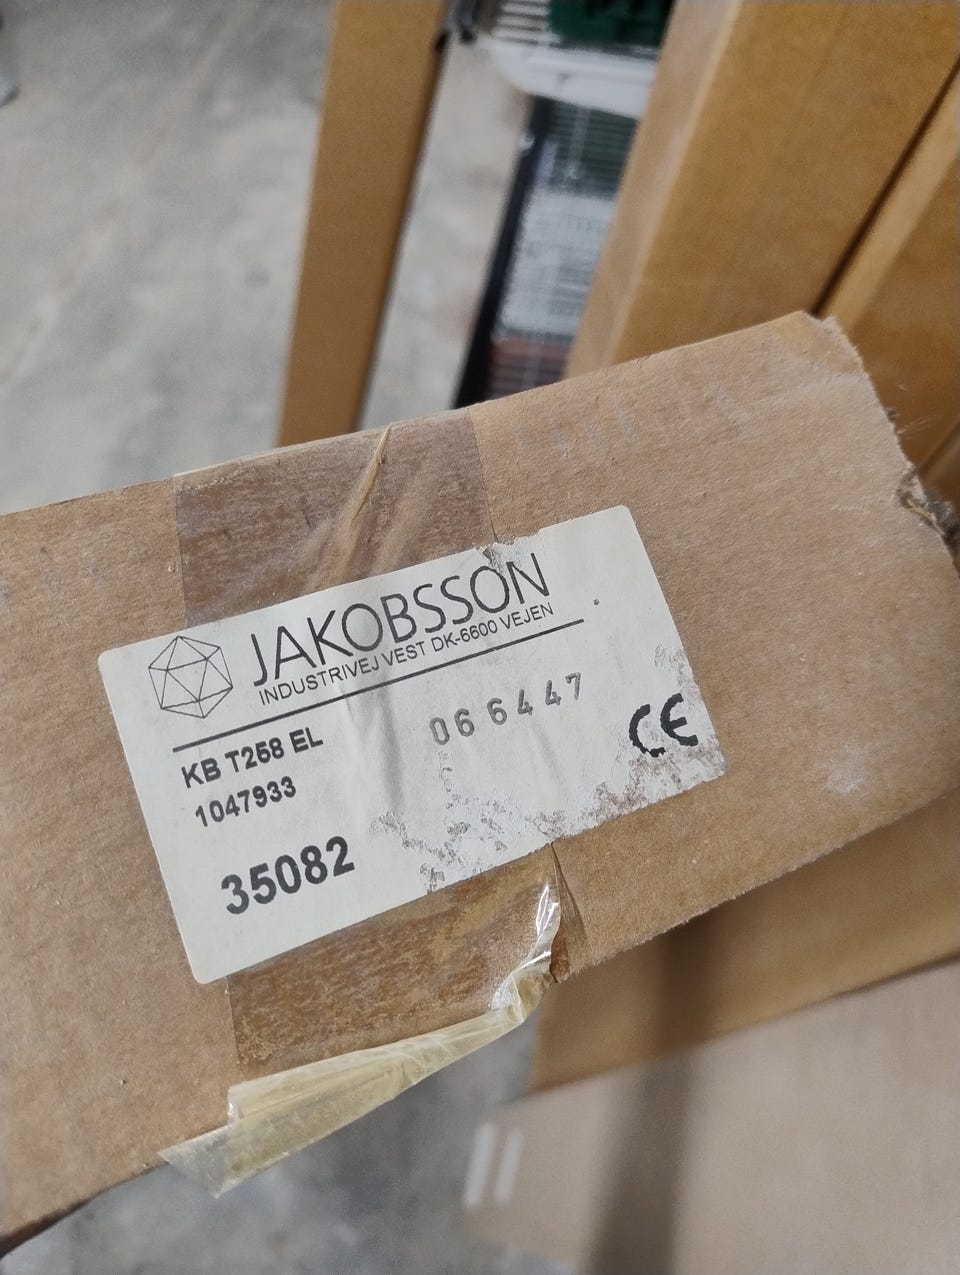 JAKOBSSON
INDUSTRIVEJ VEST DK-6600 VEJEN
066447
KB T258 EL
1047933
CE
35082